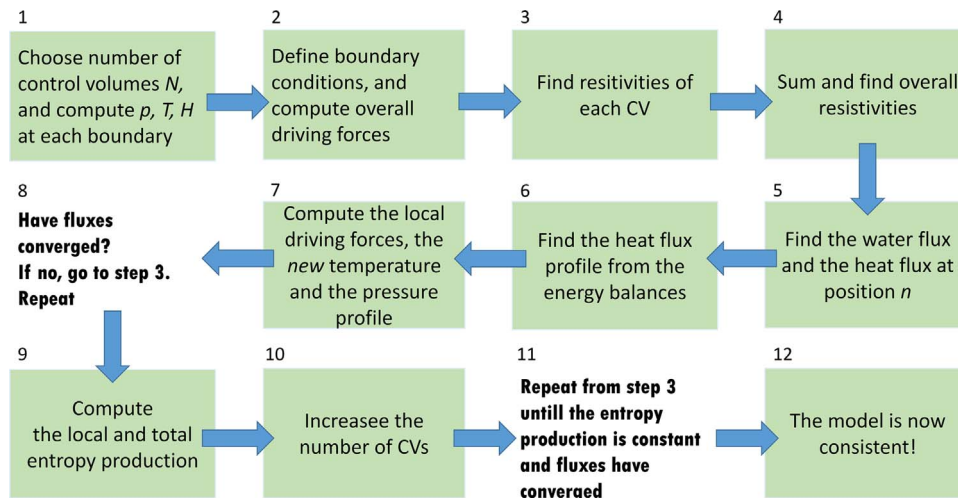 1
Choose number of
control volumes N,
and compute p, T, H
at each boundary
2
Define boundary
conditions, and
compute overall
driving forces
3
Find resitivities of
each CV
4
Sum and find overall
resistivities
5
Find the water flux
and the heat flux at
position n
6
Find the heat flux
profile from the
energy balances
7
Compute the local
driving forces, the
new temperature
and the pressure
profile
8
Have fluxes
converged?
If no, go to step 3.
Repeat
9
Compute
the local and total
entropy production
10
Increasee the
number of CVs
11
Repeat from step 3
untill the entropy
production is constant
and fluxes have
converged
12
The model is now
consistent!